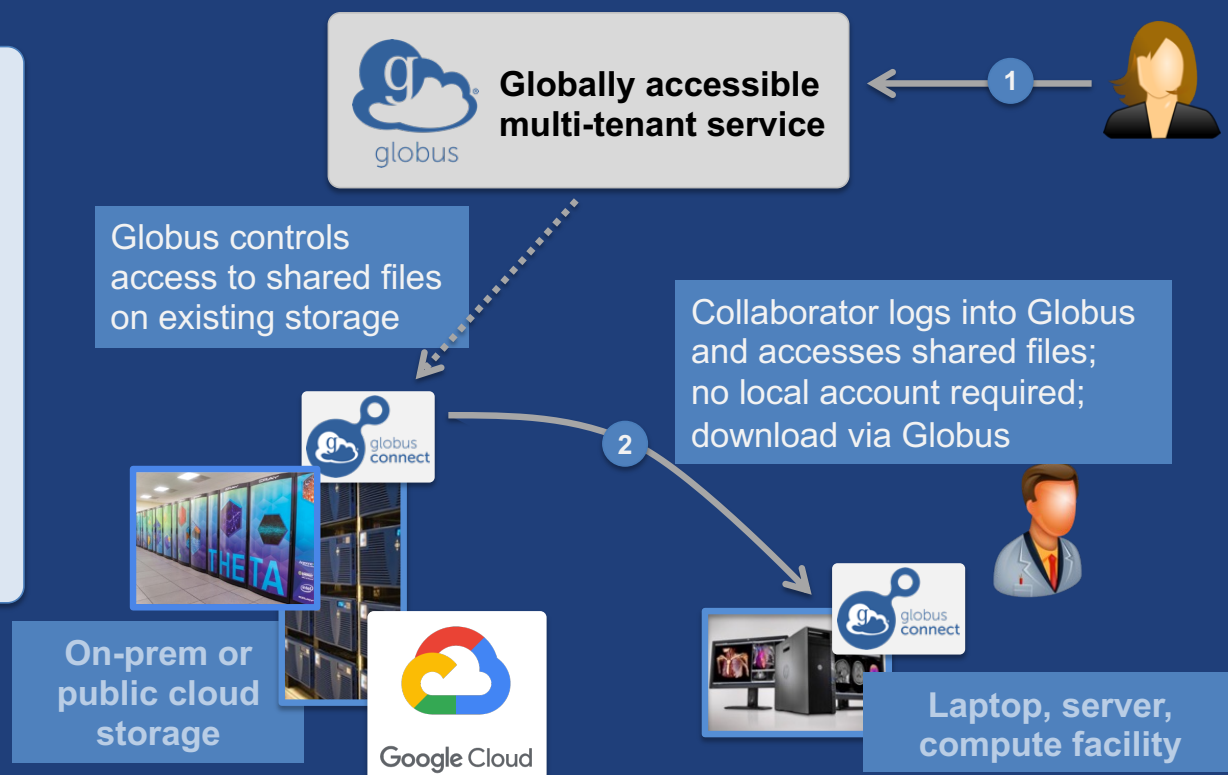 g
globus
Globally accessible
multi-tenant service
1
Globus controls
access to shared files
on existing storage
Collaborator logs into Globus
and accesses shared files;
no local account required;
download via Globus
g
globus
connect
2
THETA
g
globus
connect
On-prem or
public cloud
storage
Google Cloud
Laptop, server,
compute facility